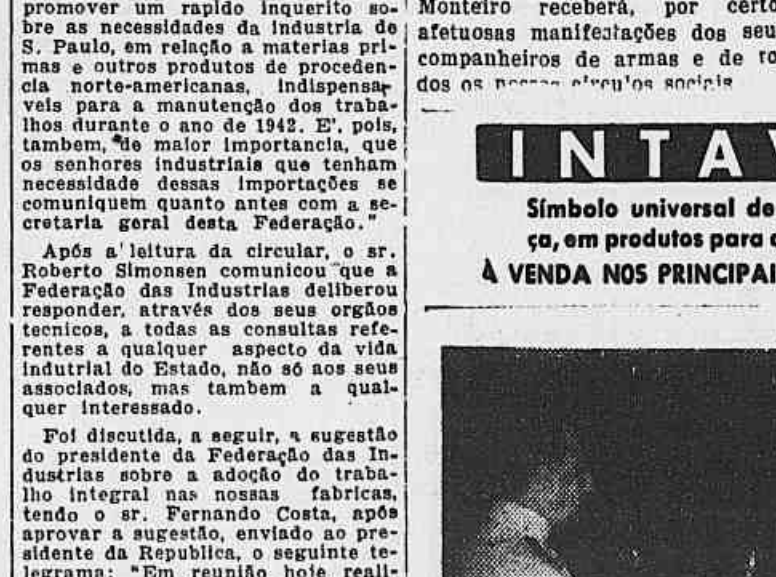 promover um rapido inquerito so-
bre as necessidades da industria de
S. Paulo, em relação a materias pri-
mas e outros produtos de proceden-
cia norte-americanas, indispensa-
veis para a manutenção dos traba-
lhos durante o ano de 1942. E', pois,
tambem, de maior importancia, que
os senhores industriais que tenham
necessidade dessas importações se
comuniquem quanto antes com a se-
cretaria geral desta Federação."
Após a leitura da circular, o sr.
Roberto Simonsen comunicou que a
Federação das Industrias deliberou
responder, através dos seus orgãos
tecnicos, a todas as consultas refe-
rentes a qualquer aspecto da vida
indutrial do Estado, não só aos seus
associados, mas tambem a qual-
quer interessado.
Foi discutida, a seguir, a sugestão
do presidente da Federação das In-
dustrias sobre a adoção do traba-
lho integral nas nossas fabricas,
tendo o sr. Fernando Costa, após
aprovar a sugestão, enviado ao pre-
sidente da Republica, o seguinte te-
legrama: "Em reunião hoje reali-
Monteiro receberá, por certo
afetuosas manifestações dos seu
companheiros de armas e de to
dos os nossos circulos sociais
INTAV
Símbolo universal de
ça, em produtos para
À VENDA NOS PRINCIPAI